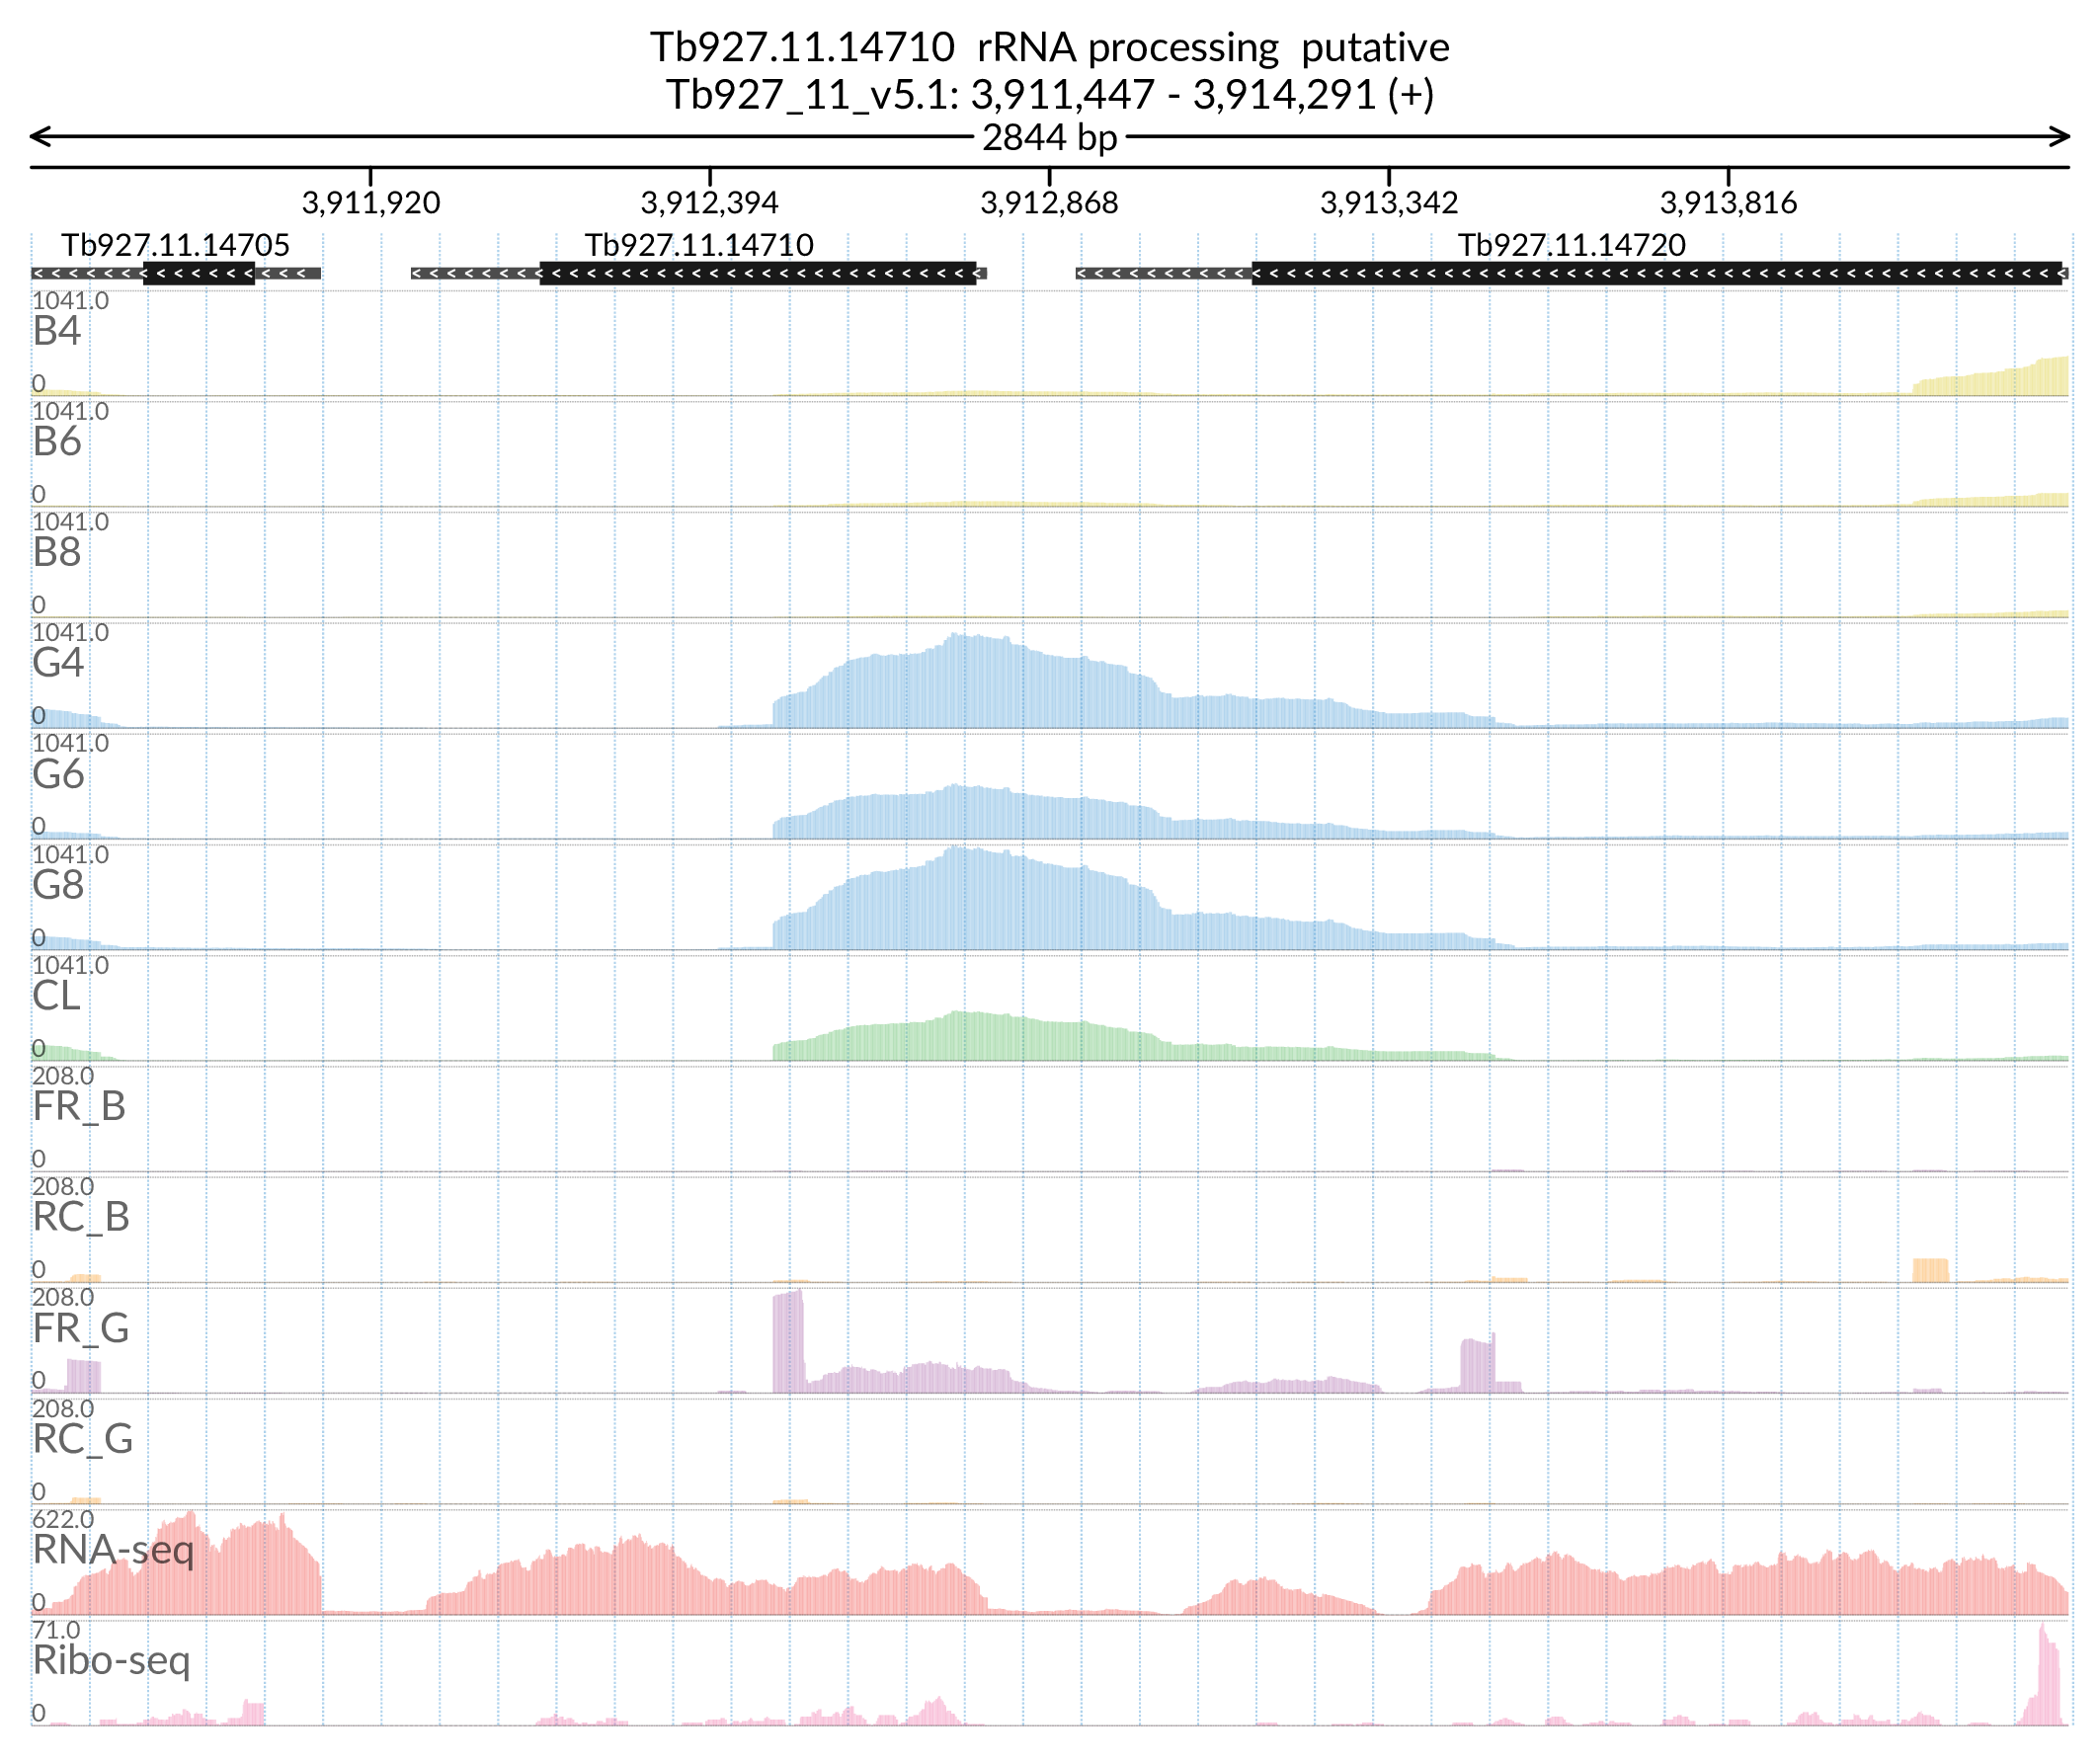 Tb927.11.14710 rRNA processing putative
Tb927_11_v5.1: 3,911,447 - 3,914,291 (+)
2844 bp
3,911,920 3,912,394 3,912,868 3,913,342 3,913,816
Tb927.11.14705 Tb927.11.14710 Tb927.11.14720
1041.0
B4
0
1041.0
B6
0
1041.0
B8
0
1041.0
G4
0
1041.0
G6
0
1041.0
G8
0
1041.0
CL
0
208.0
FR_B
0
208.0
RC_B
0
208.0
FR_G
0
208.0
RC_G
0
622.0
RNA-seq
0
71.0
Ribo-seq
0